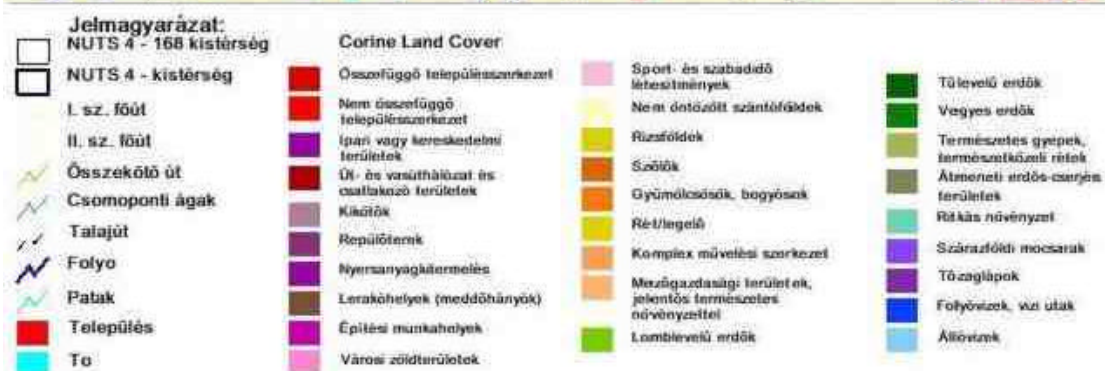 Jelmagyarázat:
NUTS 4 - 168 kistérség
NUTS 4 - kistérség
I. sz. főút
II. sz. főút
Összekötő út
Csomoponti ágak
Talajút
Folyo
Patak
Település
To
Corine Land Cover
Összefüggő településszerkezet
Nem összefüggő
településszerkezet
Ipari vagy kereskedelmi
területek
Út- és vasúthálózat és
csatlakozó területek
Kikötők
Repülőterek
Nyersanyagkitermelés
Lerakóhelyek (meddőhányók)
Építési munkahelyek
Városi zöldterületek
Sport- és szabadidő
létesítmények
Nem öntözött szántóföldek
Rizsföldek
Szőlők
Gyümölcsösök, bogyósok
Rét/legelő
Komplex művelési szerkezet
Mezőgazdasági területek,
jelentős természetes
növényzettel
Lomblevelű erdők
Tűlevelű erdők
Vegyes erdők
Természetes gyepek,
természetközeli rétek
Átmeneti erdős-cserjés
területek
Ritkás növényzet
Szárazföldi mocsarak
Tőzeglápok
Folyóvizek, vizi utak
Állóvizek